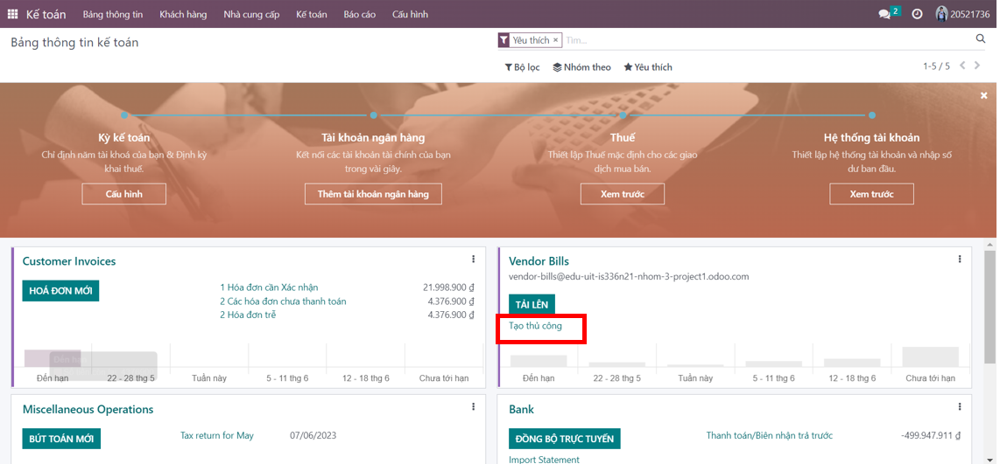 Kế toán Bảng thông tin Khách hàng Nhà cung cấp Kế toán Báo cáo Cấu hình 2 20521736
Bảng thông tin kế toán
Yêu thích × Tìm...
Bộ lọc Nhóm theo Yêu thích 1-5 / 5
Kỳ kế toán
Chỉ định năm tài khoá của bạn & Định kỳ
khai thuế.
Cấu hình
Tài khoản ngân hàng
Kết nối các tài khoản tài chính của bạn
trong vài giây.
Thêm tài khoản ngân hàng
Thuế
Thiết lập Thuế mặc định cho các giao
dịch mua bán.
Xem trước
Hệ thống tài khoản
Thiết lập hệ thống tài khoản và nhập số
dư ban đầu.
Xem trước
Customer Invoices
HOÁ ĐƠN MỚI
1 Hóa đơn cần Xác nhận 21.998.900 ₫
2 Các hóa đơn chưa thanh toán 4.376.900 ₫
2 Hóa đơn trễ 4.376.900 ₫
Đến hạn
Đến hạn 22 - 28 thg 5 Tuần này 5 - 11 thg 6 12 - 18 thg 6 Chưa tới hạn
Vendor Bills
vendor-bills@edu-uit-is336n21-nhom-3-project1.odoo.com
TẢI LÊN
Tạo thủ công
Đến hạn 22 - 28 thg 5 Tuần này 5 - 11 thg 6 12 - 18 thg 6 Chưa tới hạn
Miscellaneous Operations
BÚT TOÁN MỚI Tax return for May 07/06/2023
Bank
ĐỒNG BỘ TRỰC TUYẾN Thanh toán/Biên nhận trả trước -499.947.911 ₫
Import Statement